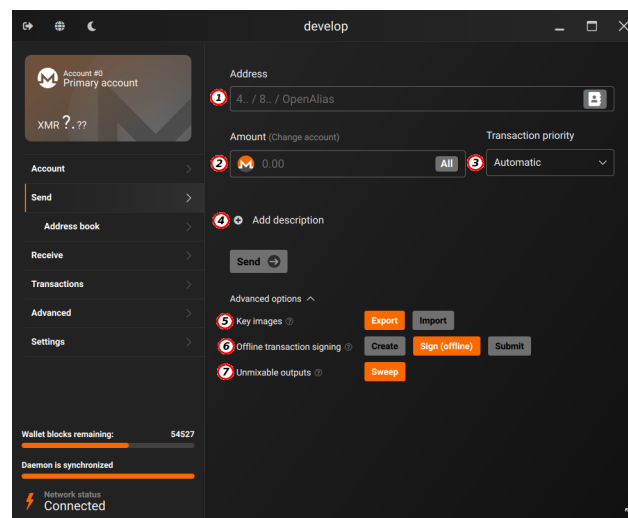 develop
Account #0
Primary account
XMR ?.??
Account
Send
Address book
Receive
Transactions
Advanced
Settings
Wallet blocks remaining: 54527
Daemon is synchronized
Network status
Connected
Address
1 4.. / 8.. / OpenAlias
Amount (Change account) Transaction priority
2 0.00 All 3 Automatic
4 Add description
Send
Advanced options
5 Key images ? Export Import
6 Offline transaction signing ? Create Sign (offline) Submit
7 Unmixable outputs ? Sweep